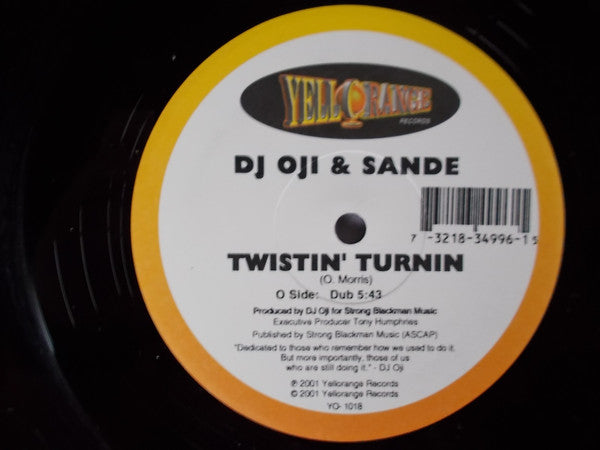 YELLORANGE
RECORDS
DJ OJI & SANDE
7 -3218-34996-1 5
TWISTIN' TURNIN
(O. Morris)
O Side: Dub 5:43
Produced by DJ Oji for Strong Blackman Music
Executive Producer Tony Humphries
Published by Strong Blackman Music (ASCAP)
"Dedicated to those who remember how we used to do it.
But more importantly, those of us
who are still doing it." - DJ Oji
℗ 2001 Yellorange Records
© 2001 Yellorange Records
YO- 1018